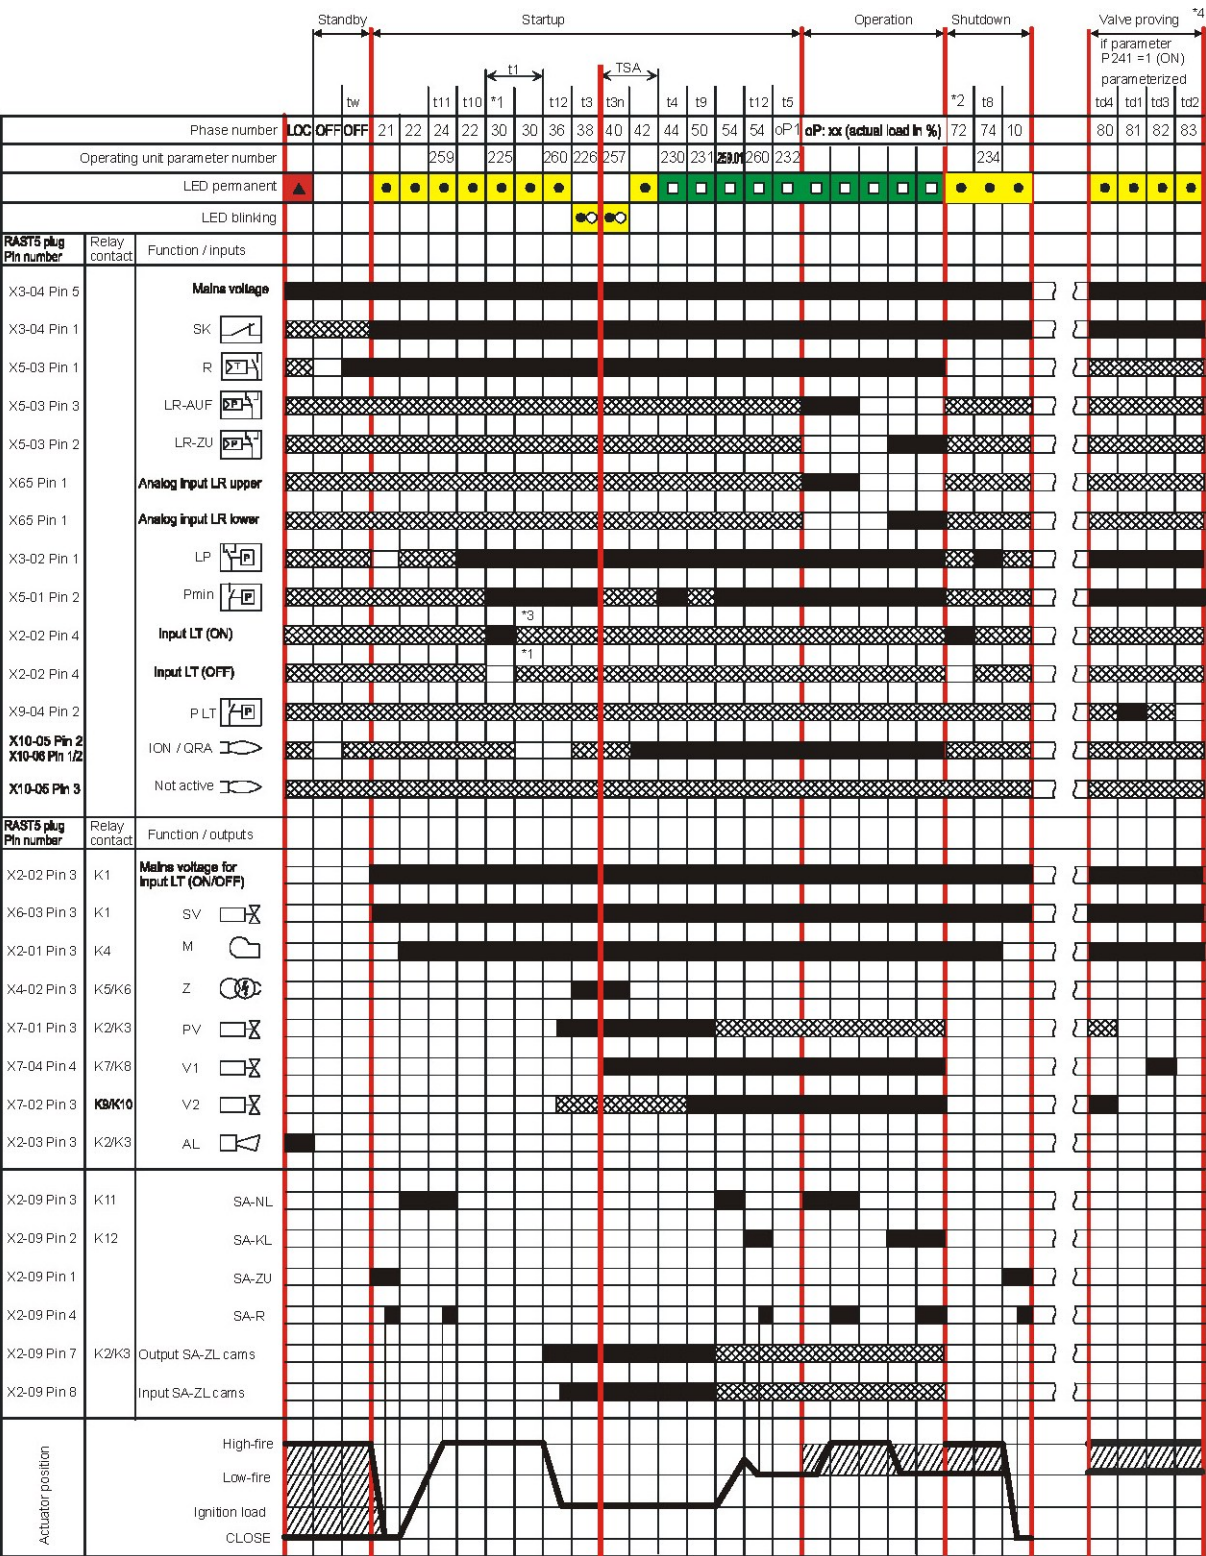 Standby Startup Operation Shutdown Valve proving *4
if parameter
P241 =1 (ON)
parameterized
t1 TSA
tw t11 t10 *1 t12 t3 t3n t4 t9 t12 t5 *2 t8 td4 td1 td3 td2
Phase number LOC OFF OFF 21 22 24 22 30 30 36 38 40 42 44 50 54 54 oP1 oP: xx (actual load in %) 72 74 10 80 81 82 83
Operating unit parameter number 259 225 260 226 257 230 231 259.01 260 232 234
LED permanent
LED blinking
RAST5 plug Relay Function / inputs
Pin number contact
X3-04 Pin 5 Mains voltage
X3-04 Pin 1 SK
X5-03 Pin 1 R T
X5-03 Pin 3 LR-AUF P
X5-03 Pin 2 LR-ZU P
X65 Pin 1 Analog input LR upper
X65 Pin 1 Analog input LR lower
X3-02 Pin 1 LP P
X5-01 Pin 2 Pmin P
*3
X2-02 Pin 4 Input LT (ON)
*1
X2-02 Pin 4 Input LT (OFF)
X9-04 Pin 2 P LT P
X10-05 Pin 2 ION / QRA
X10-06 Pin 1/2
X10-05 Pin 3 Not active
RAST5 plug Relay Function / outputs
Pin number contact
Mains voltage for
X2-02 Pin 3 K1 input LT (ON/OFF)
X6-03 Pin 3 K1 SV
X2-01 Pin 3 K4 M
X4-02 Pin 3 K5/K6 Z
X7-01 Pin 3 K2/K3 PV
X7-04 Pin 4 K7/K8 V1
X7-02 Pin 3 K9/K10 V2
X2-03 Pin 3 K2/K3 AL
X2-09 Pin 3 K11 SA-NL
X2-09 Pin 2 K12 SA-KL
X2-09 Pin 1 SA-ZU
X2-09 Pin 4 SA-R
X2-09 Pin 7 K2/K3 Output SA-ZL cams
X2-09 Pin 8 Input SA-ZL cams
Actuator position
High-fire
Low-fire
Ignition load
CLOSE